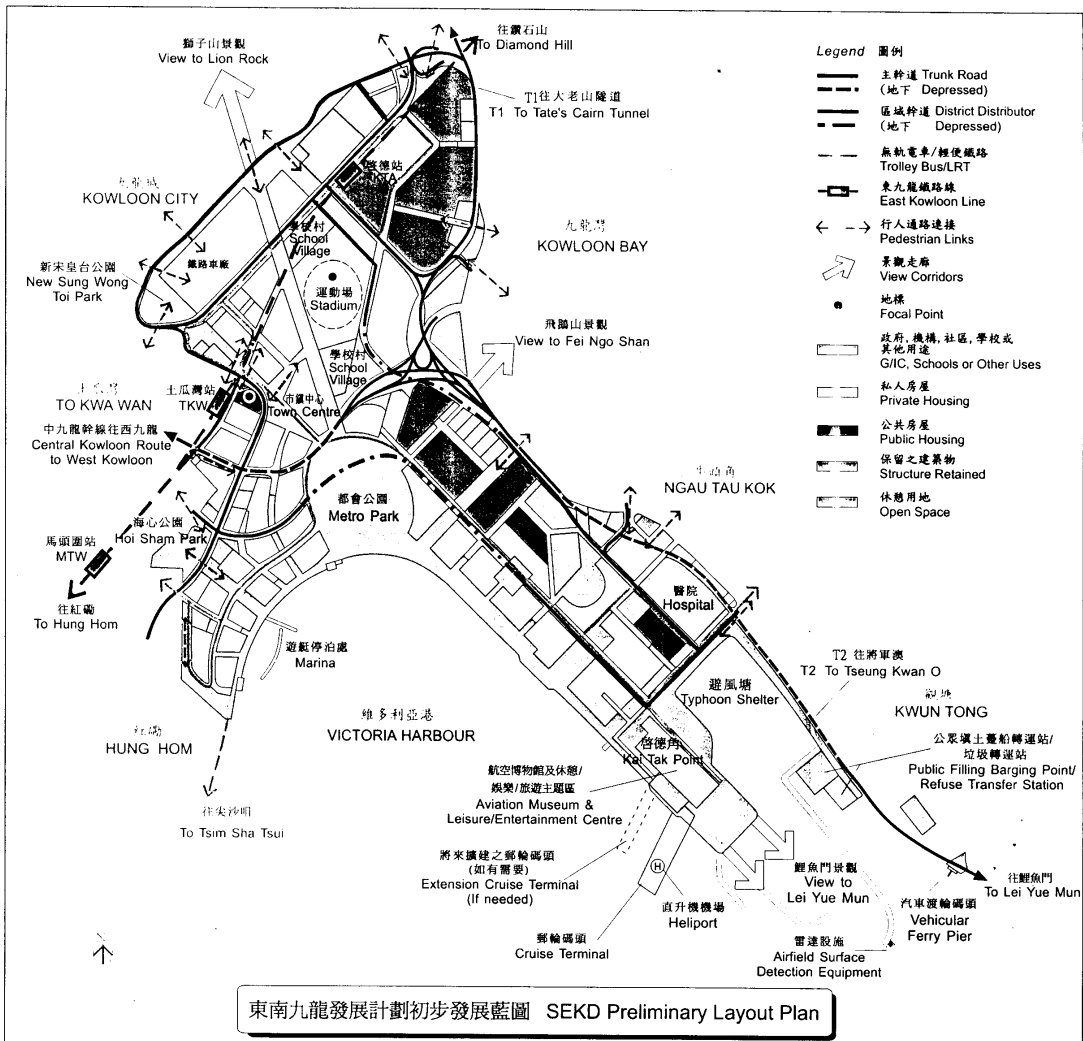 往鑽石山
To Diamond Hill
獅子山景觀
View to Lion Rock
T1往大老山隧道
T1 To Tate's Cairn Tunnel
啓德站
KTA
九龍城
KOWLOON CITY
九龍灣
KOWLOON BAY
學校村
School
Village
鐵路車廠
新宋皇台公園
New Sung Wong
Toi Park
運動場
Stadium
飛鵝山景觀
View to Fei Ngo Shan
學校村
School
Village
土瓜灣
TO KWA WAN
土瓜灣站
TKW
市鎮中心
Town Centre
中九龍幹線往西九龍
Central Kowloon Route
to West Kowloon
牛頭角
NGAU TAU KOK
都會公園
Metro Park
海心公園
Hoi Sham Park
馬頭圍站
MTW
往紅磡
To Hung Hom
醫院
Hospital
遊艇停泊處
Marina
T2 往將軍澳
T2 To Tseung Kwan O
避風塘
Typhoon Shelter
觀塘
KWUN TONG
維多利亞港
VICTORIA HARBOUR
紅磡
HUNG HOM
啓德角
Kai Tak Point
公眾填土躉船轉運站/
垃圾轉運站
Public Filling Barging Point/
Refuse Transfer Station
航空博物館及休憩/
娛樂/旅遊主題區
Aviation Museum &
Leisure/Entertainment Centre
往尖沙咀
To Tsim Sha Tsui
將來擴建之郵輪碼頭
(如有需要)
Extension Cruise Terminal
(If needed)
H
直升機機場
Heliport
鯉魚門景觀
View to
Lei Yue Mun
往鯉魚門
To Lei Yue Mun
汽車渡輪碼頭
Vehicular
Ferry Pier
郵輪碼頭
Cruise Terminal
雷達設施
Airfield Surface
Detection Equipment
Legend 圖例
主幹道 Trunk Road
(地下 Depressed)
區域幹道 District Distributor
(地下 Depressed)
無軌電車/輕便鐵路
Trolley Bus/LRT
東九龍鐵路線
East Kowloon Line
行人通路連接
Pedestrian Links
景觀走廊
View Corridors
地標
Focal Point
政府,機構,社區,學校或
其他用途
G/IC, Schools or Other Uses
私人房屋
Private Housing
公共房屋
Public Housing
保留之建築物
Structure Retained
休憩用地
Open Space
東南九龍發展計劃初步發展藍圖 SEKD Preliminary Layout Plan